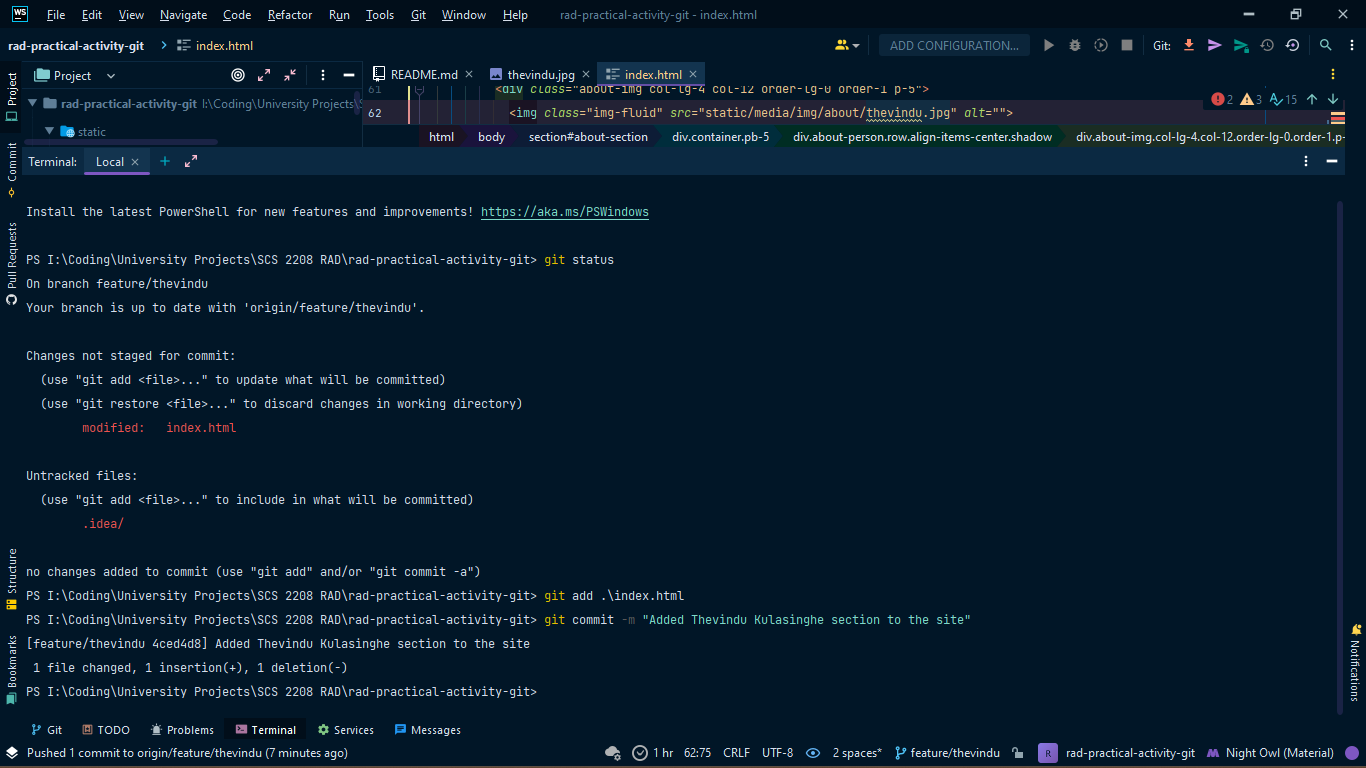 WS File Edit View Navigate Code Refactor Run Tools Git Window Help rad-practical-activity-git - index.html
rad-practical-activity-git index.html ADD CONFIGURATION... Git:
Project README.md thevindu.jpg index.html
61 <div class="about-img col-lg-4 col-12 order-lg-0 order-1 p-5">
rad-practical-activity-git I:\Coding\University Projects\S 2 3 15
62 <img class="img-fluid" src="static/media/img/about/thevindu.jpg" alt="">
static
html body section#about-section div.container.pb-5 div.about-person.row.align-items-center.shadow div.about-img.col-lg-4.col-12.order-lg-0.order-1.p-
Terminal: Local
Install the latest PowerShell for new features and improvements! https://aka.ms/PSWindows
PS I:\Coding\University Projects\SCS 2208 RAD\rad-practical-activity-git> git status
On branch feature/thevindu
Your branch is up to date with 'origin/feature/thevindu'.
Changes not staged for commit:
(use "git add <file>..." to update what will be committed)
(use "git restore <file>..." to discard changes in working directory)
modified: index.html
Untracked files:
(use "git add <file>..." to include in what will be committed)
.idea/
no changes added to commit (use "git add" and/or "git commit -a")
PS I:\Coding\University Projects\SCS 2208 RAD\rad-practical-activity-git> git add .\index.html
PS I:\Coding\University Projects\SCS 2208 RAD\rad-practical-activity-git> git commit -m "Added Thevindu Kulasinghe section to the site"
[feature/thevindu 4ced4d8] Added Thevindu Kulasinghe section to the site
1 file changed, 1 insertion(+), 1 deletion(-)
PS I:\Coding\University Projects\SCS 2208 RAD\rad-practical-activity-git>
Project
Commit
Pull Requests
Structure
Bookmarks
Notifications
Git TODO Problems Terminal Services Messages
Pushed 1 commit to origin/feature/thevindu (7 minutes ago) 1 hr 62:75 CRLF UTF-8 2 spaces* feature/thevindu R rad-practical-activity-git Night Owl (Material)